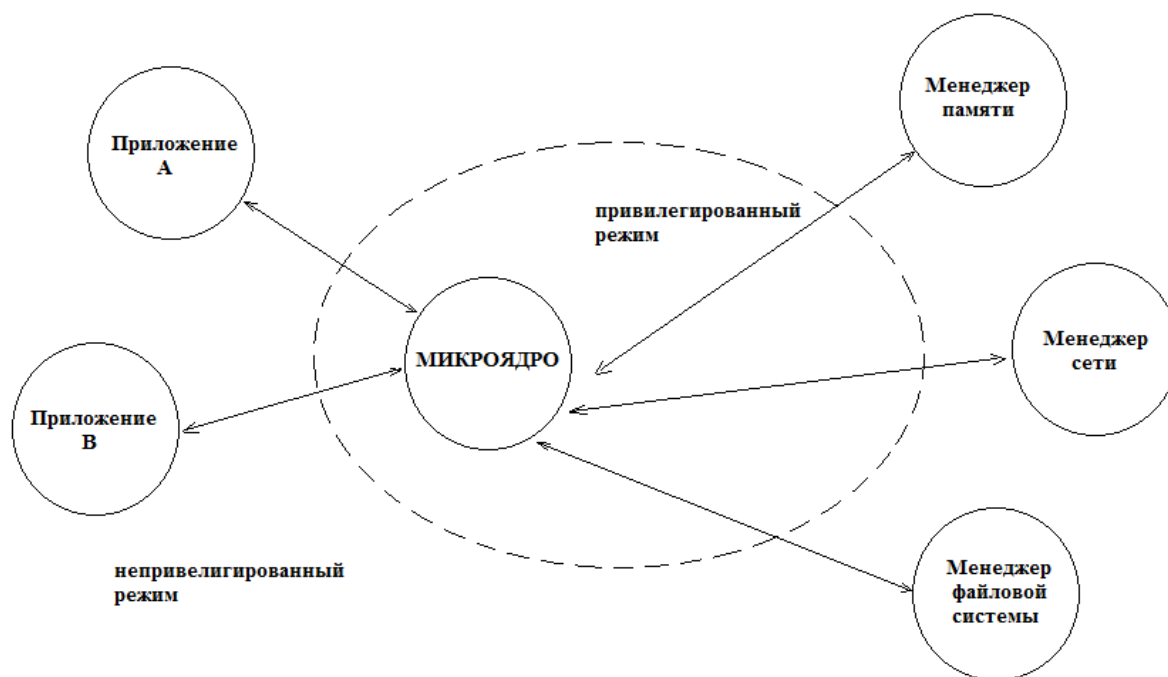 Менеджер
памяти
Приложение
А
привилегированный
режим
МИКРОЯДРО
Менеджер
сети
Приложение
В
непривелигированный
режим
Менеджер
файловой
системы